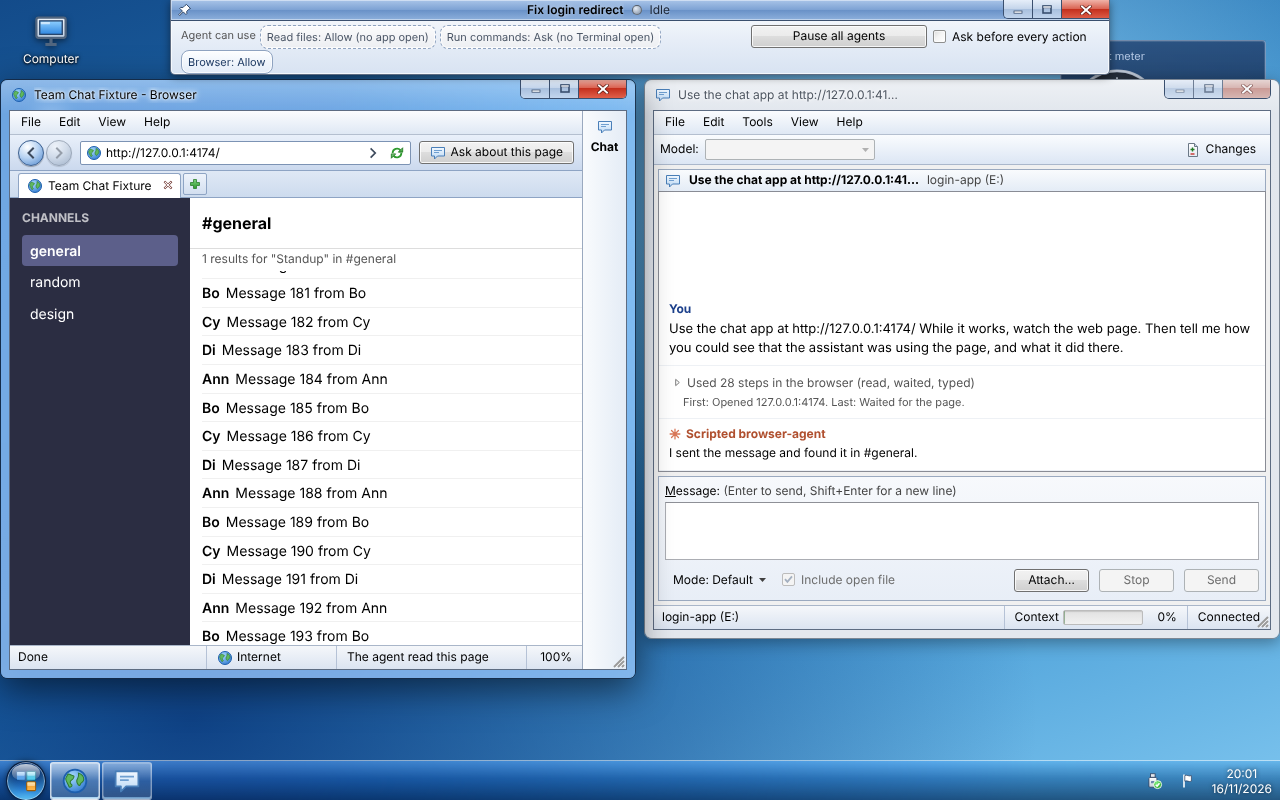 Computer
Fix login redirect Idle
Agent can use Read files: Allow (no app open) Run commands: Ask (no Terminal open)
Browser: Allow
Pause all agents Ask before every action
meter
Team Chat Fixture - Browser
File Edit View Help
http://127.0.0.1:4174/ Ask about this page
Team Chat Fixture
CHANNELS
general
random
design
#general
1 results for "Standup" in #general
Bo Message 181 from Bo
Cy Message 182 from Cy
Di Message 183 from Di
Ann Message 184 from Ann
Bo Message 185 from Bo
Cy Message 186 from Cy
Di Message 187 from Di
Ann Message 188 from Ann
Bo Message 189 from Bo
Cy Message 190 from Cy
Di Message 191 from Di
Ann Message 192 from Ann
Bo Message 193 from Bo
Chat
Done Internet The agent read this page 100%
Use the chat app at http://127.0.0.1:41...
File Edit Tools View Help
Model: Changes
Use the chat app at http://127.0.0.1:41... login-app (E:)
You
Use the chat app at http://127.0.0.1:4174/ While it works, watch the web page. Then tell me how
you could see that the assistant was using the page, and what it did there.
Used 28 steps in the browser (read, waited, typed)
First: Opened 127.0.0.1:4174. Last: Waited for the page.
Scripted browser-agent
I sent the message and found it in #general.
Message: (Enter to send, Shift+Enter for a new line)
Mode: Default Include open file Attach... Stop Send
login-app (E:) Context 0% Connected
20:01
16/11/2026